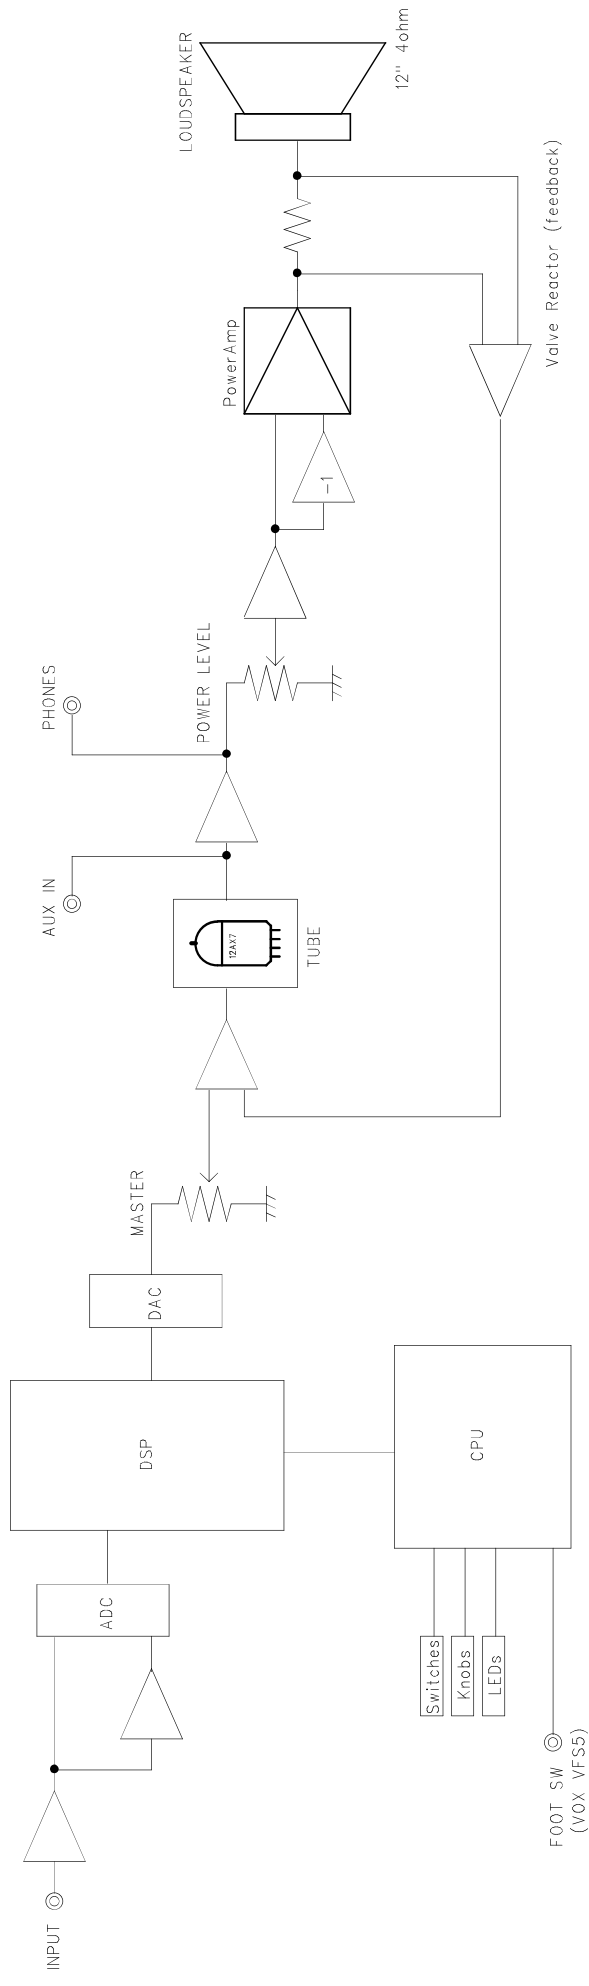 INPUT
ADC
DSP
DAC
MASTER
CPU
Switches
Knobs
LEDs
FOOT SW
(VOX VFS5)
12AX7
TUBE
AUX IN
PHONES
POWER LEVEL
-1
PowerAmp
Valve Reactor (feedback)
LOUDSPEAKER
12" 4ohm